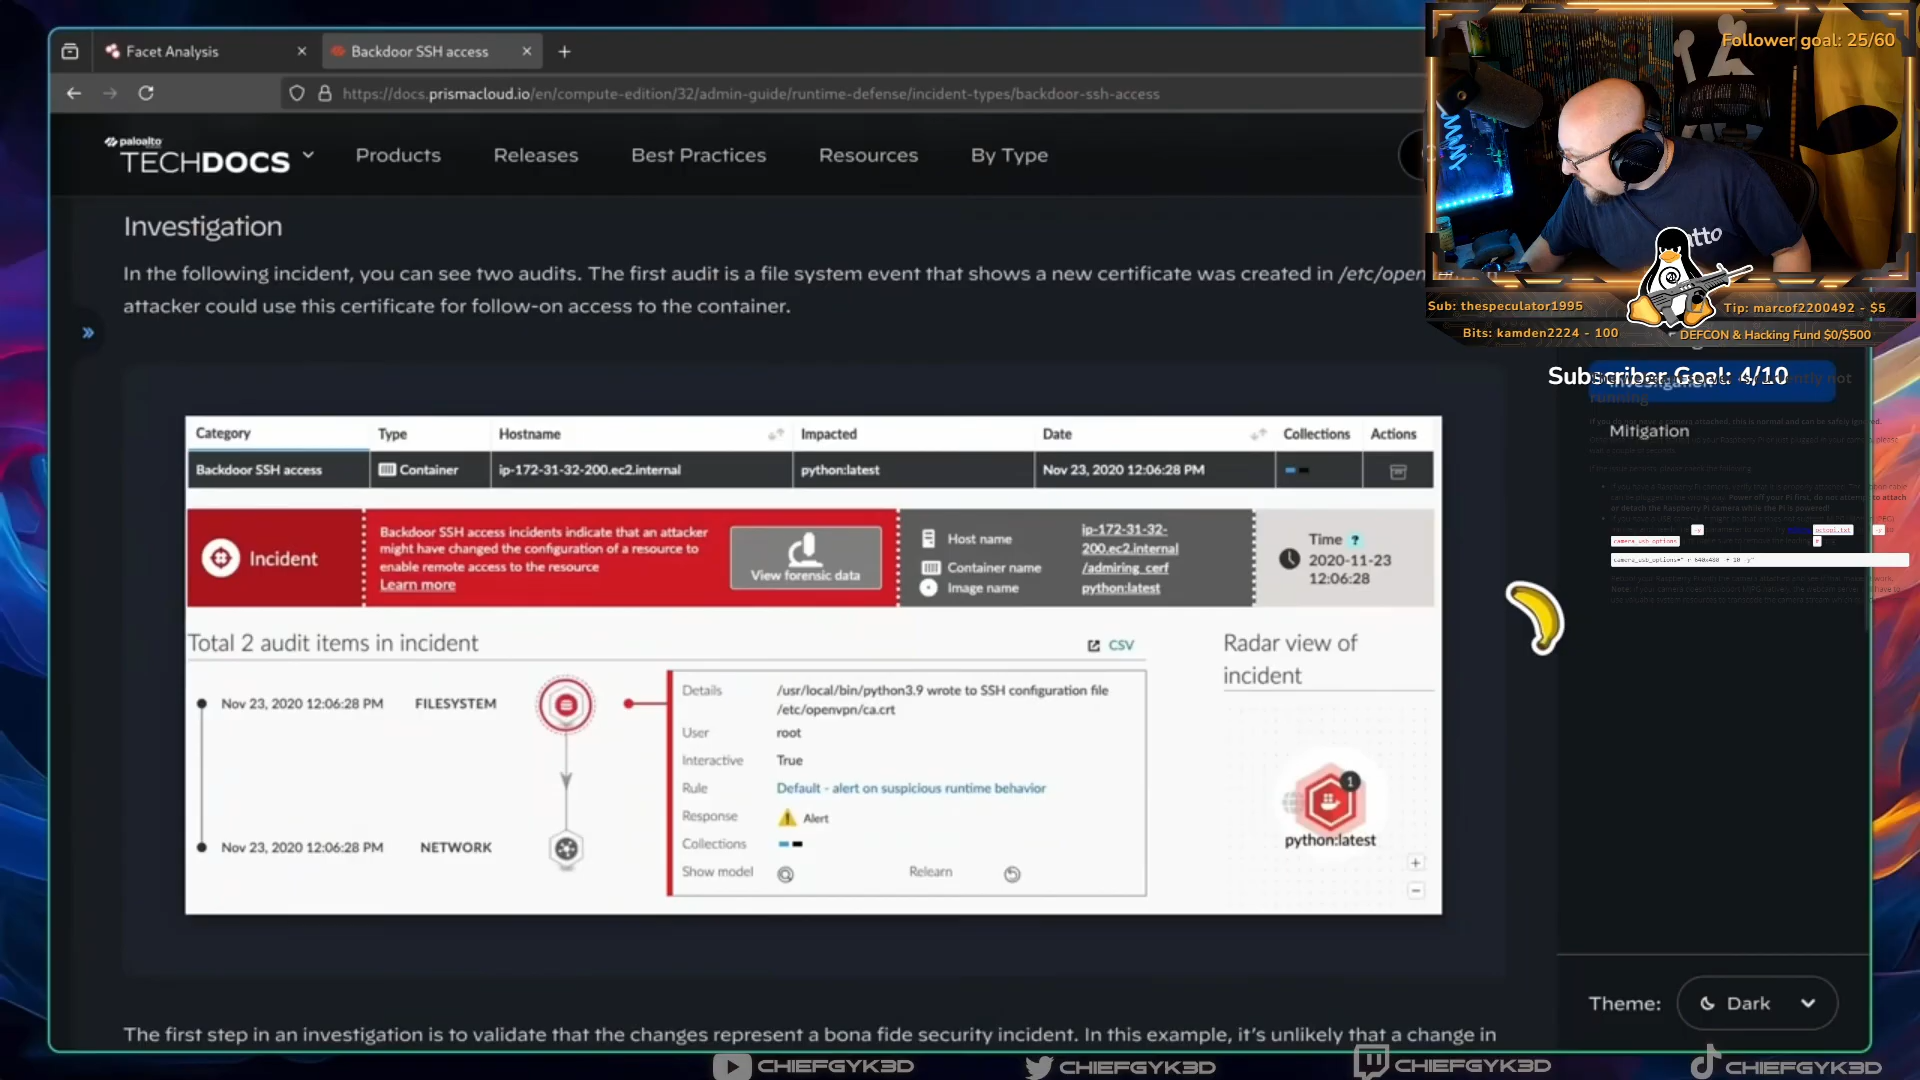 Facet Analysis
Backdoor SSH access
https://docs.prismacloud.io/en/compute-edition/32/admin-guide/runtime-defense/incident-types/backdoor-ssh-access
paloalto
TECHDOCS
Products
Releases
Best Practices
Resources
By Type
Follower goal: 25/60
Sub: thespeculator1995
Tip: marcof2200492 - $5
Bits: kamden2224 - 100
DEFCON & Hacking Fund $0/$500
Subscriber Goal: 4/10
Investigation
In the following incident, you can see two audits. The first audit is a file system event that shows a new certificate was created in /etc/open
attacker could use this certificate for follow-on access to the container.
Category Type Hostname Impacted Date Collections Actions
Backdoor SSH access Container ip-172-31-32-200.ec2.internal python:latest Nov 23, 2020 12:06:28 PM
Incident
Backdoor SSH access incidents indicate that an attacker
might have changed the configuration of a resource to
enable remote access to the resource
Learn more
View forensic data
Host name ip-172-31-32-
200.ec2.internal
Container name /admiring_cerf
Image name python:latest
Time ?
2020-11-23
12:06:28
Total 2 audit items in incident
CSV
Radar view of
incident
Nov 23, 2020 12:06:28 PM FILESYSTEM
Nov 23, 2020 12:06:28 PM NETWORK
Details /usr/local/bin/python3.9 wrote to SSH configuration file
/etc/openvpn/ca.crt
User root
Interactive True
Rule Default - alert on suspicious runtime behavior
Response Alert
Collections
Show model Relearn
1
python:latest
Mitigation
The first step in an investigation is to validate that the changes represent a bona fide security incident. In this example, it's unlikely that a change in
Theme: Dark
CHIEFGYK3D
CHIEFGYK3D
CHIEFGYK3D
CHIEFGYK3D